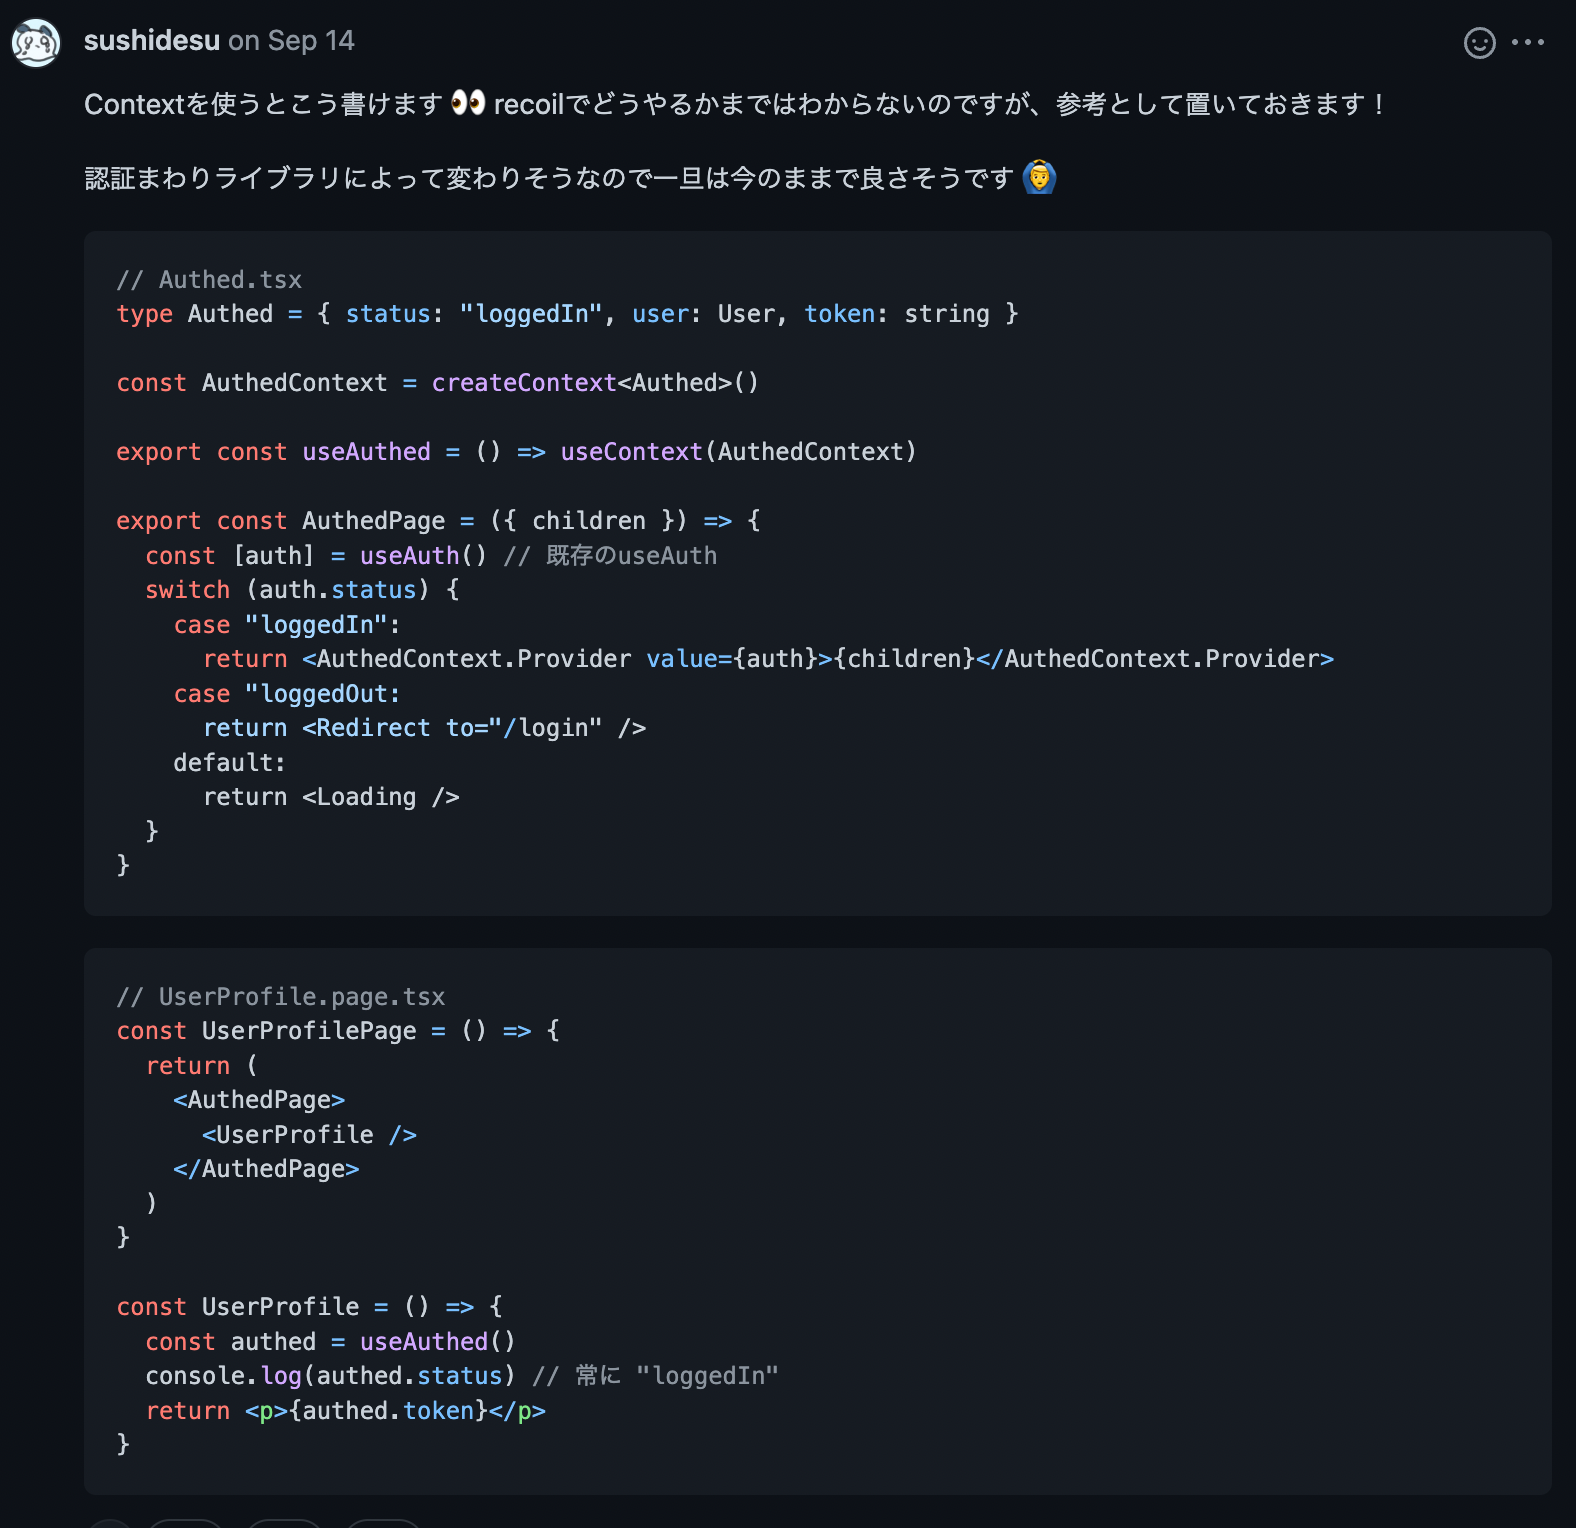 sushidesu on Sep 14
Contextを使うとこう書けます👀 recoilでどうやるかまではわからないのですが、参考として置いておきます！
認証まわりライブラリによって変わりそうなので一旦は今のままで良さそうです🙆‍♂️
// Authed.tsx
type Authed = { status: "loggedIn", user: User, token: string }
const AuthedContext = createContext<Authed>()
export const useAuthed = () => useContext(AuthedContext)
export const AuthedPage = ({ children }) => {
  const [auth] = useAuth() // 既存のuseAuth
  switch (auth.status) {
    case "loggedIn":
      return <AuthedContext.Provider value={auth}>{children}</AuthedContext.Provider>
    case "loggedOut:
      return <Redirect to="/login" />
    default:
      return <Loading />
  }
}
// UserProfile.page.tsx
const UserProfilePage = () => {
  return (
    <AuthedPage>
      <UserProfile />
    </AuthedPage>
  )
}
const UserProfile = () => {
  const authed = useAuthed()
  console.log(authed.status) // 常に "loggedIn"
  return <p>{authed.token}</p>
}